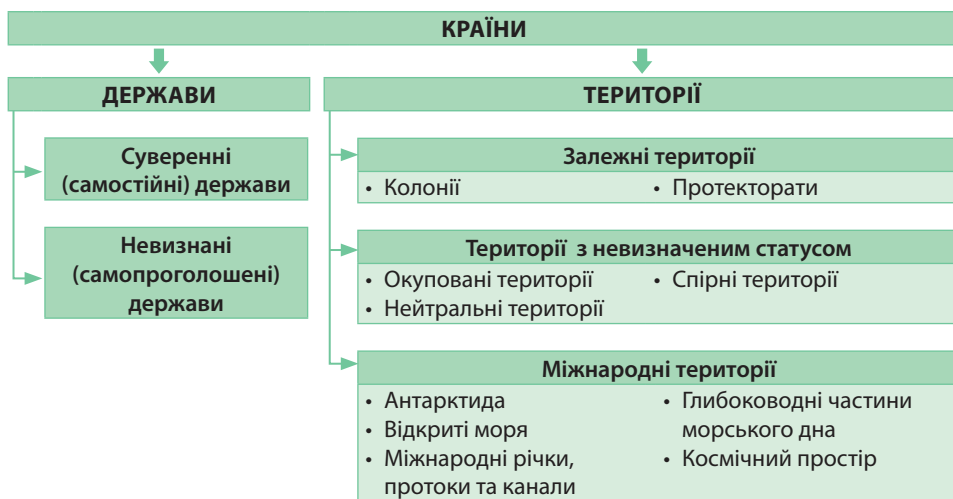 КРАЇНИ
ДЕРЖАВИ
Суверенні
(самостійні) держави
Невизнані
(самопроголошені)
держави
ТЕРИТОРІЇ
Залежні території
• Колонії
• Протекторати
Території з невизначеним статусом
• Окуповані території
• Нейтральні території
• Спірні території
Міжнародні території
• Антарктида
• Відкриті моря
• Міжнародні річки,
протоки та канали
• Глибоководні частини
морського дна
• Космічний простір